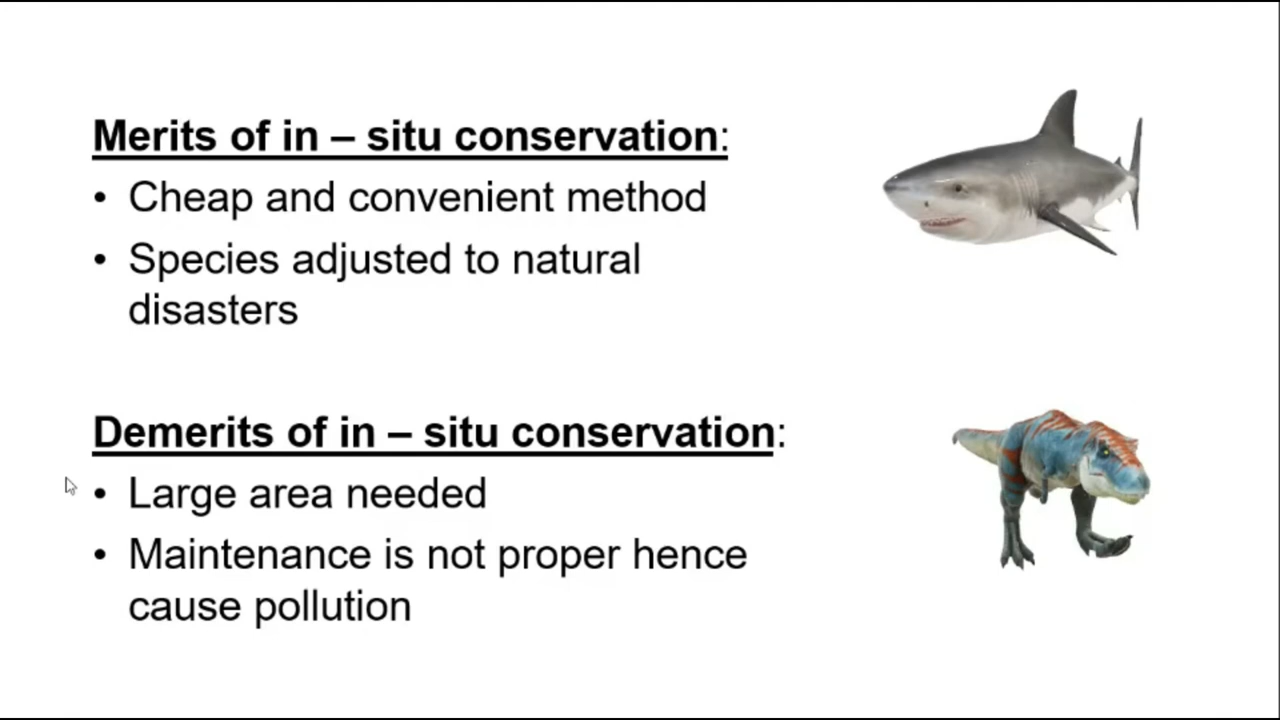 Merits of in – situ conservation:
• Cheap and convenient method
• Species adjusted to natural
disasters
Demerits of in – situ conservation:
• Large area needed
• Maintenance is not proper hence
cause pollution